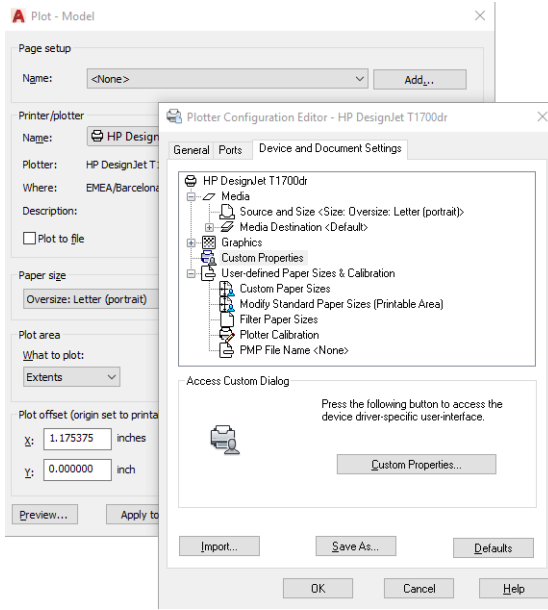 Plot - Model
Page setup
Name:
<None>
Add...
Printer/plotter
Name:
HP Design
Plotter:
HP DesignJet T1
Where:
EMEA/Barcelona
Description:
Plot to file
Paper size
Oversize: Letter (portrait)
Plot area
What to plot:
Extents
Plot offset (origin set to printa
X:
1.175375
inches
Y:
0.000000
inch
Preview...
Apply to
Plotter Configuration Editor - HP DesignJet T1700dr
General
Ports
Device and Document Settings
HP DesignJet T1700dr
Media
Source and Size <Size: Oversize: Letter (portrait)>
Media Destination <Default>
Graphics
Custom Properties
User-defined Paper Sizes & Calibration
Custom Paper Sizes
Modify Standard Paper Sizes (Printable Area)
Filter Paper Sizes
Plotter Calibration
PMP File Name <None>
Access Custom Dialog
Press the following button to access the
device driver-specific user-interface.
Custom Properties...
Import...
Save As...
Defaults
OK
Cancel
Help